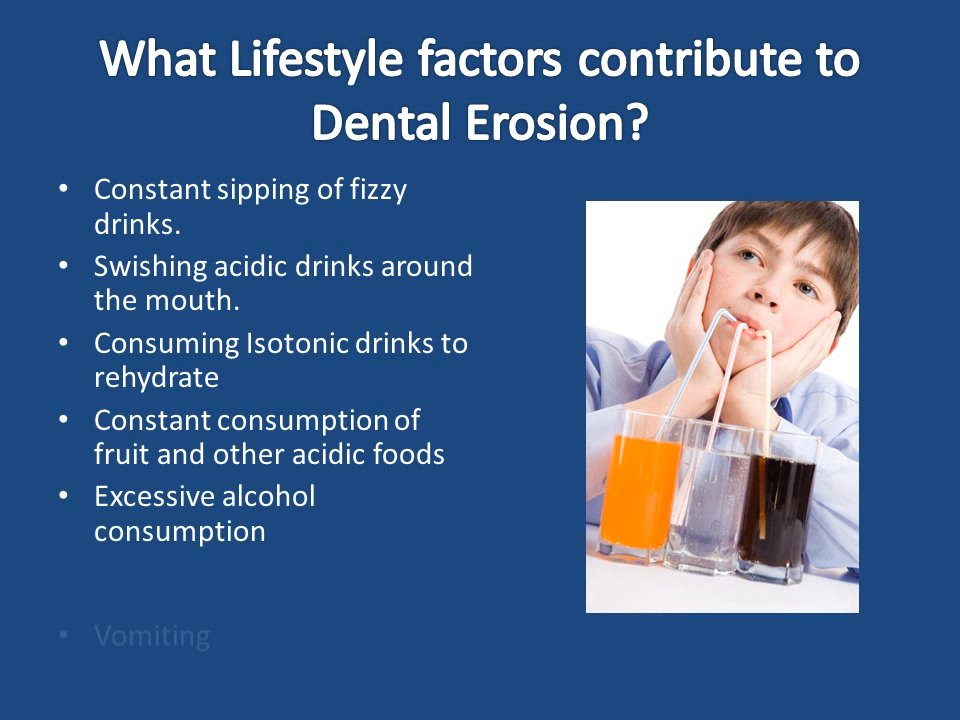 What Lifestyle factors contribute to
Dental Erosion?
• Constant sipping of fizzy
drinks.
• Swishing acidic drinks around
the mouth.
• Consuming Isotonic drinks to
rehydrate
• Constant consumption of
fruit and other acidic foods
• Excessive alcohol
consumption
• Vomiting